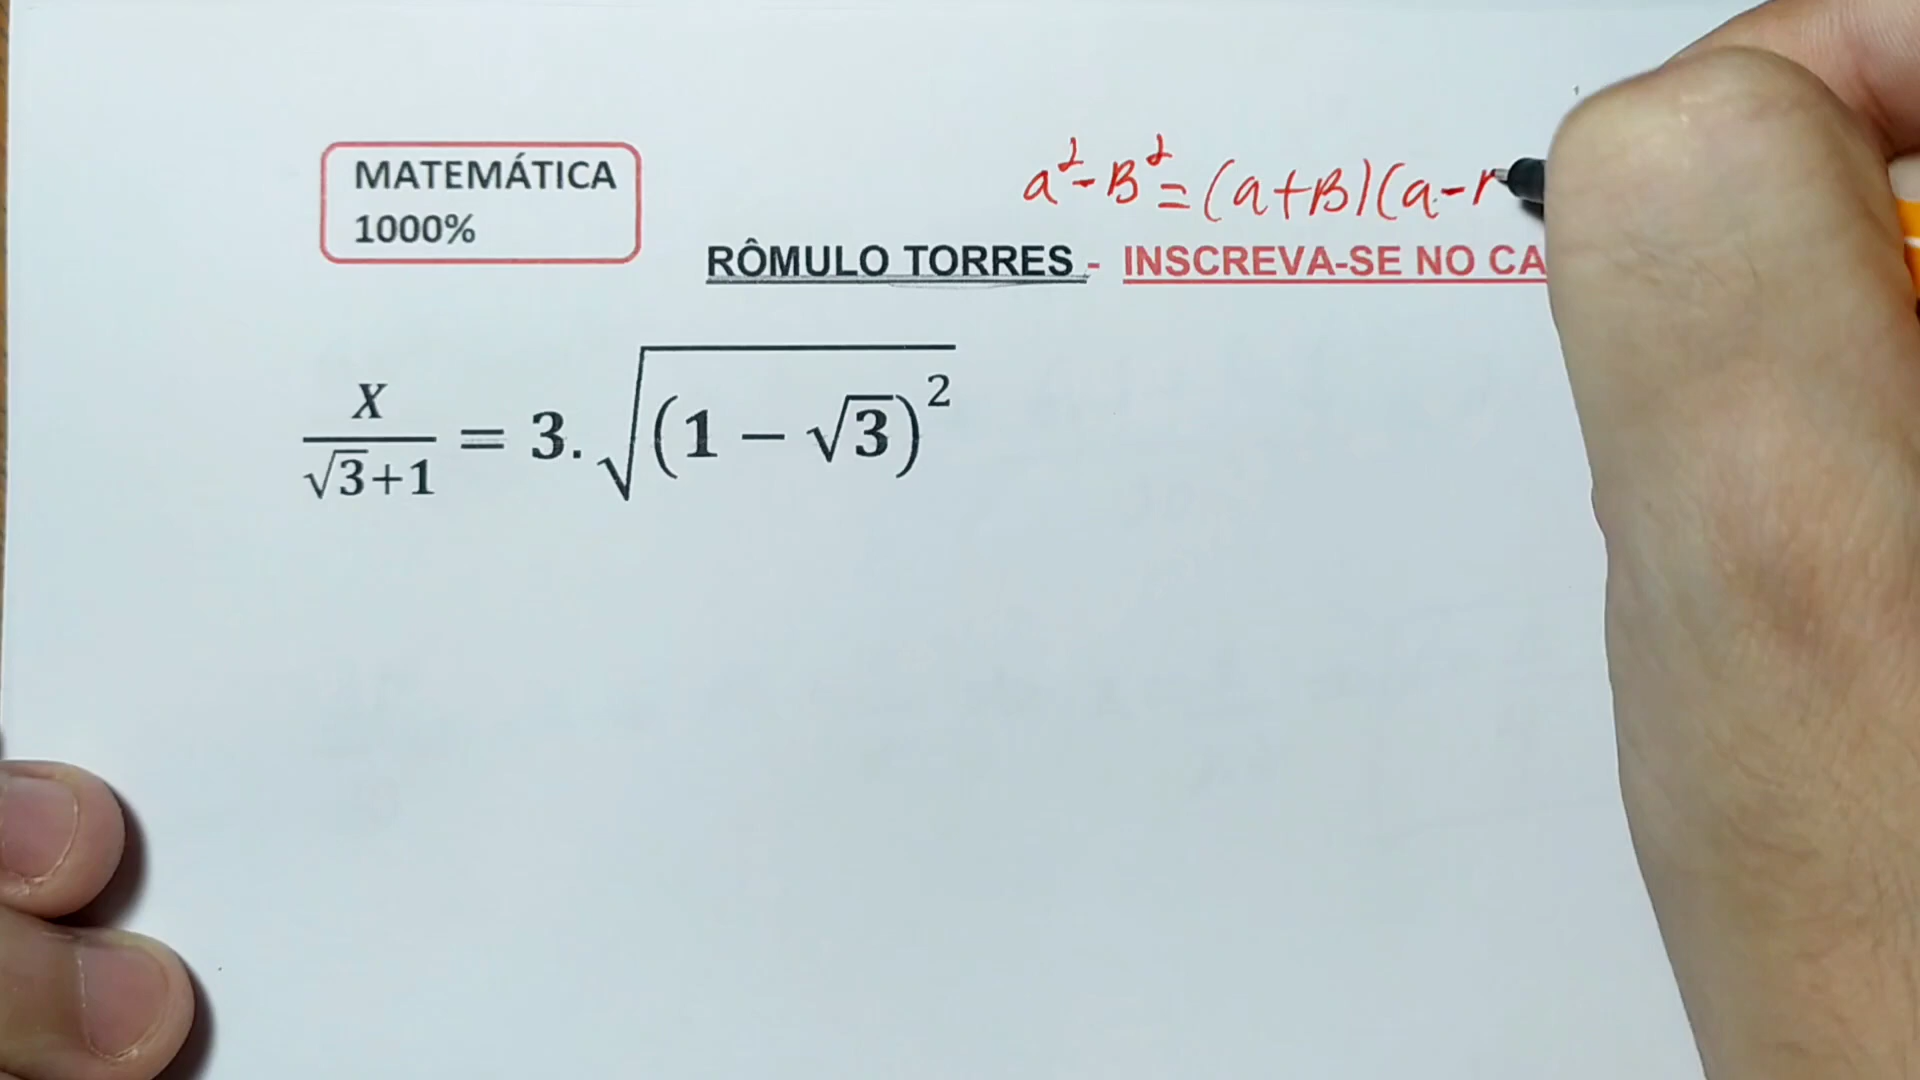 a² - B² = (a+B)(a-
MATEMÁTICA
1000%
RÔMULO TORRES - INSCREVA-SE NO CA
X/(√3+1) = 3.√((1 − √3)²)